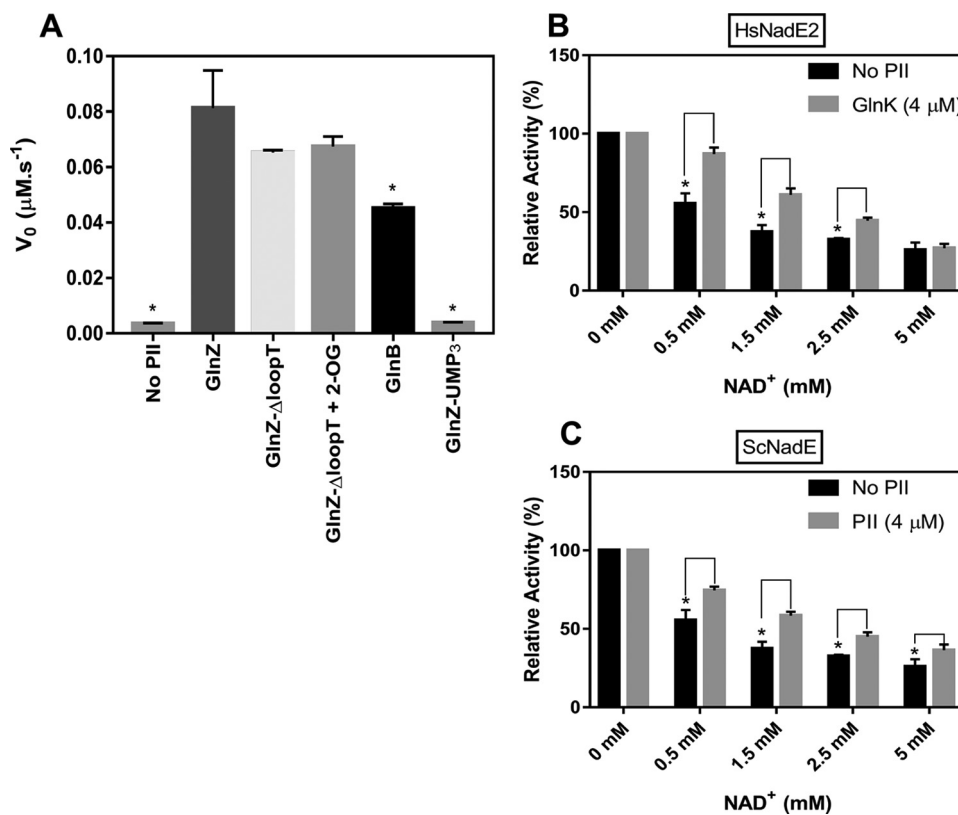 A
V0 (µM.s-1)
0.10
0.08
0.06
0.04
0.02
0.00
*
*
*
No PII
GlnZ
GlnZ-ΔloopT
GlnZ-ΔloopT + 2-OG
GlnB
GlnZ-UMP3
B
HsNadE2
Relative Activity (%)
150
100
50
0
No PII
GlnK (4 µM)
*
*
*
0 mM
0.5 mM
1.5 mM
2.5 mM
5 mM
NAD+ (mM)
C
ScNadE
Relative Activity (%)
150
100
50
0
No PII
PII (4 µM)
*
*
*
*
0 mM
0.5 mM
1.5 mM
2.5 mM
5 mM
NAD+ (mM)